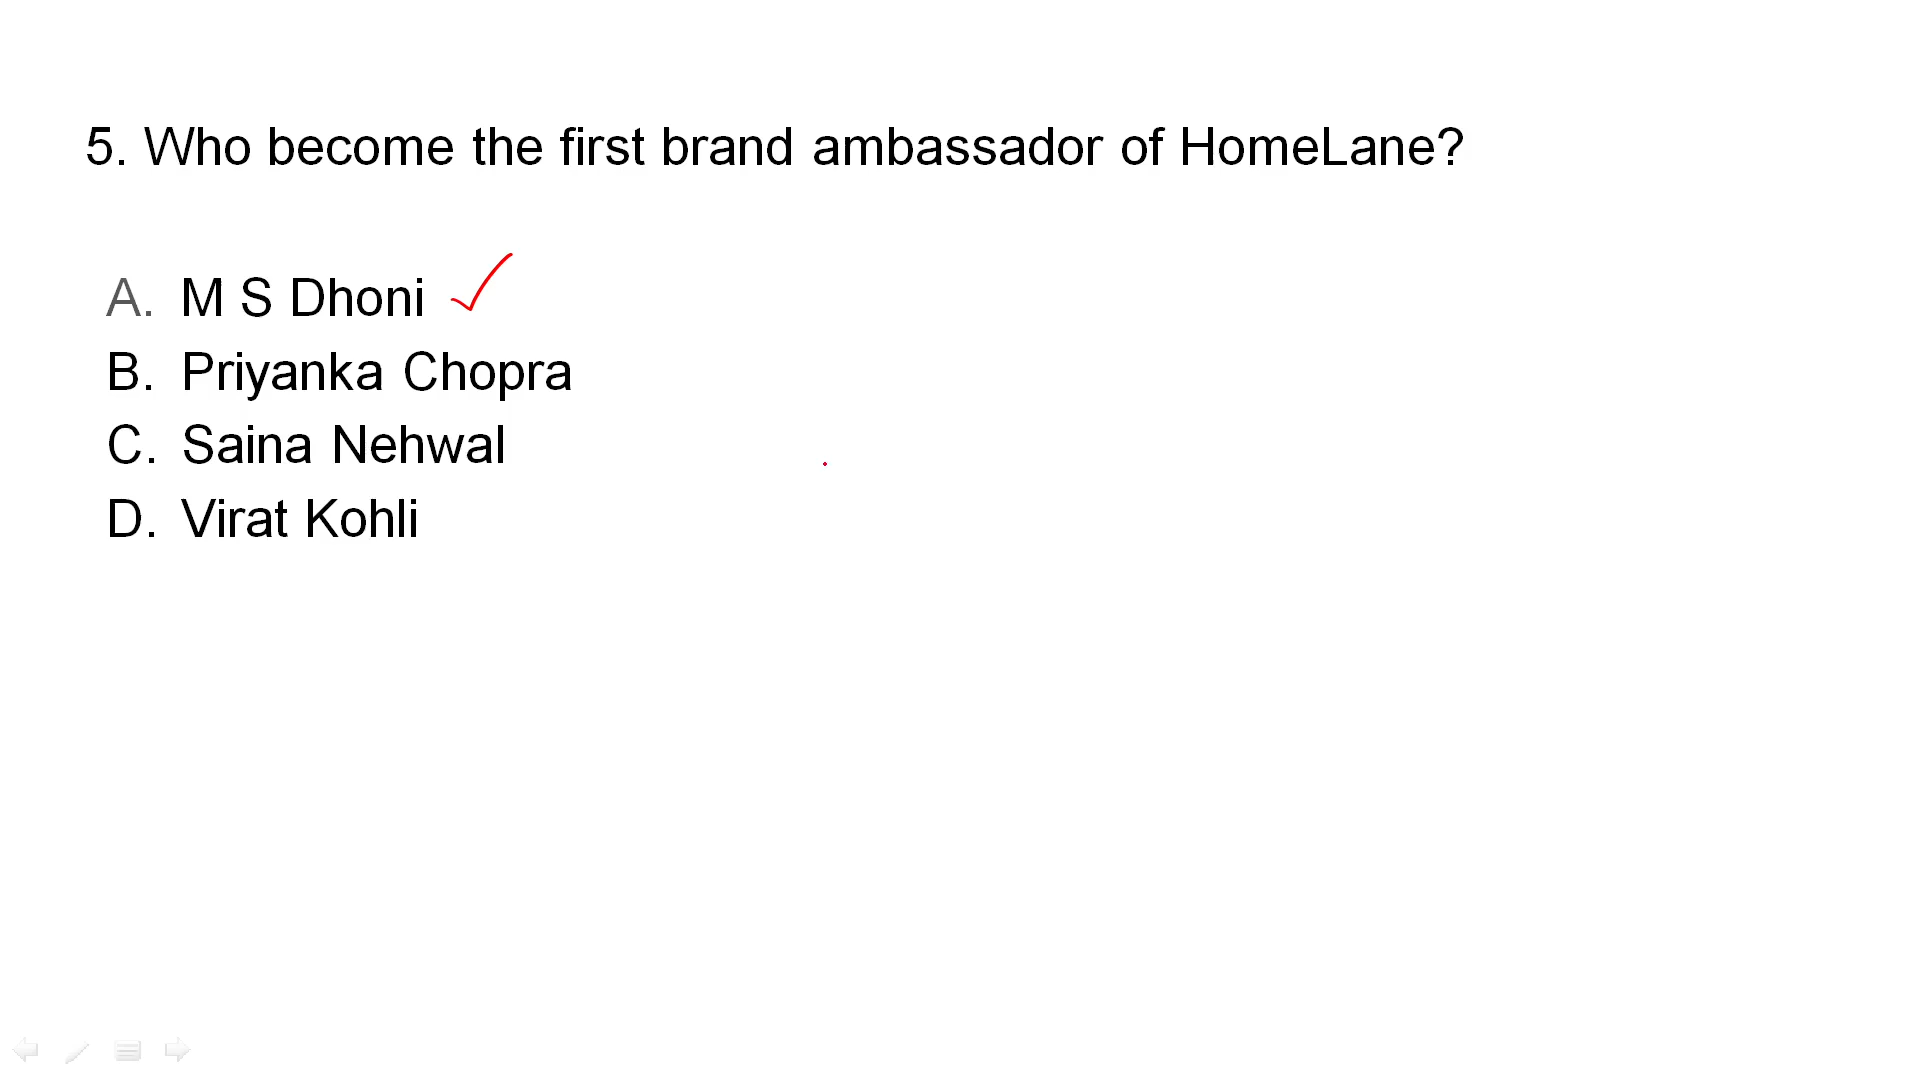 5. Who become the first brand ambassador of HomeLane?
A. M S Dhoni
B. Priyanka Chopra
C. Saina Nehwal
D. Virat Kohli